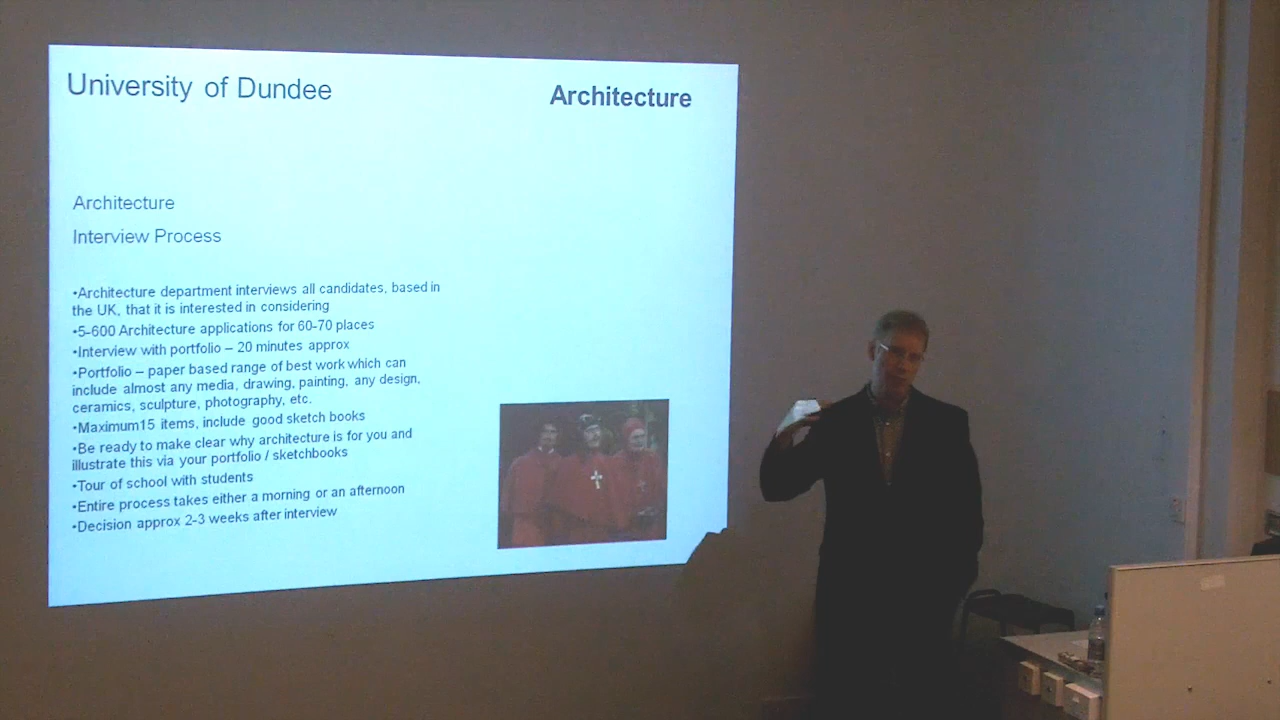 University of Dundee
Architecture
Architecture
Interview Process
•Architecture department interviews all candidates, based in
the UK, that it is interested in considering
•5-600 Architecture applications for 60-70 places
•Interview with portfolio – 20 minutes approx
•Portfolio – paper based range of best work which can
include almost any media, drawing, painting, any design,
ceramics, sculpture, photography, etc.
•Maximum15 items, include good sketch books
•Be ready to make clear why architecture is for you and
illustrate this via your portfolio / sketchbooks
•Tour of school with students
•Entire process takes either a morning or an afternoon
•Decision approx 2-3 weeks after interview